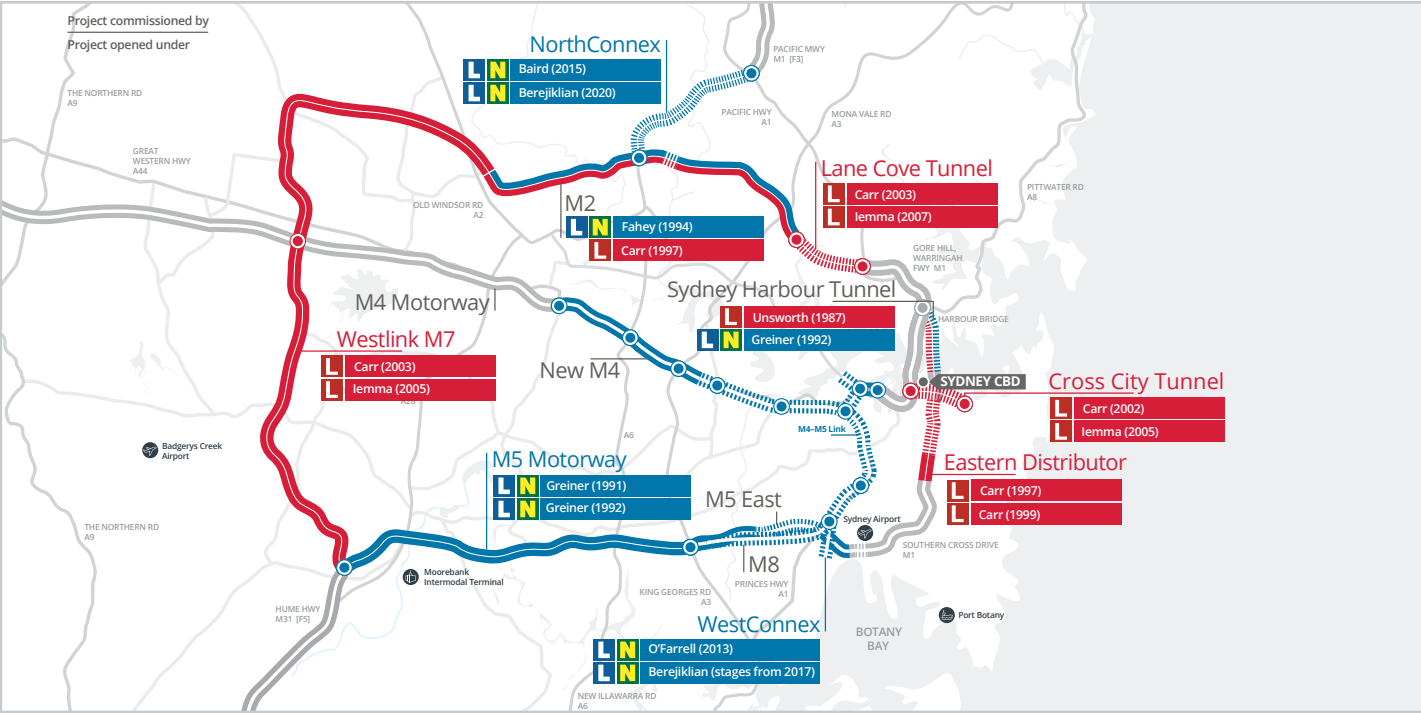 Project commissioned by
Project opened under
NorthConnex
L N Baird (2015)
L N Berejiklian (2020)
PACIFIC MWY
M1 [F3]
THE NORTHERN RD
A9
PACIFIC HWY
A1
MONA VALE RD
A3
GREAT
WESTERN HWY
A44
Lane Cove Tunnel
L Carr (2003)
L Iemma (2007)
PITTWATER RD
A8
OLD WINDSOR RD
A2
M2
L N Fahey (1994)
L Carr (1997)
GORE HILL,
WARRINGAH
FWY M1
M4 Motorway
Sydney Harbour Tunnel
L Unsworth (1987)
L N Greiner (1992)
HARBOUR BRIDGE
Westlink M7
L Carr (2003)
L Iemma (2005)
A28
New M4
SYDNEY CBD
Cross City Tunnel
L Carr (2002)
L Iemma (2005)
M4–M5 Link
A6
Badgerys Creek
Airport
M5 Motorway
L N Greiner (1991)
L N Greiner (1992)
Eastern Distributor
L Carr (1997)
L Carr (1999)
M5 East
Sydney Airport
THE NORTHERN RD
A9
SOUTHERN CROSS DRIVE
M1
M8
Moorebank
Intermodal Terminal
PRINCES HWY
A1
KING GEORGES RD
A3
HUME HWY
M31 [F5]
WestConnex
L N O'Farrell (2013)
L N Berejiklian (stages from 2017)
Port Botany
BOTANY
BAY
NEW ILLAWARRA RD
A6